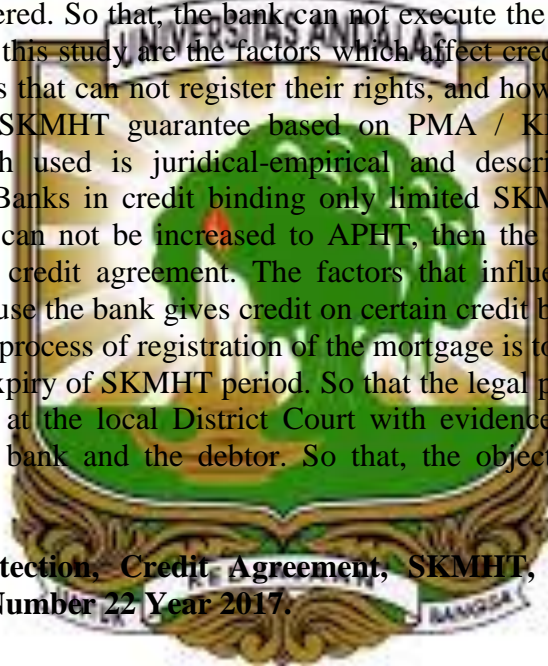 ered. So that, the bank can not execute the
UNIVERSITAS ANDALAS
this study are the factors which affect cred
s that can not register their rights, and how
SKMHT guarantee based on PMA / K
h used is juridical-empirical and descri
Banks in credit binding only limited SKM
can not be increased to APHT, then the
credit agreement. The factors that influe
use the bank gives credit on certain credit b
process of registration of the mortgage is to
xpiry of SKMHT period. So that the legal p
at the local District Court with evidence
bank and the debtor. So that, the object
tection, Credit Agreement, SKMHT,
Number 22 Year 2017.
BANGSA